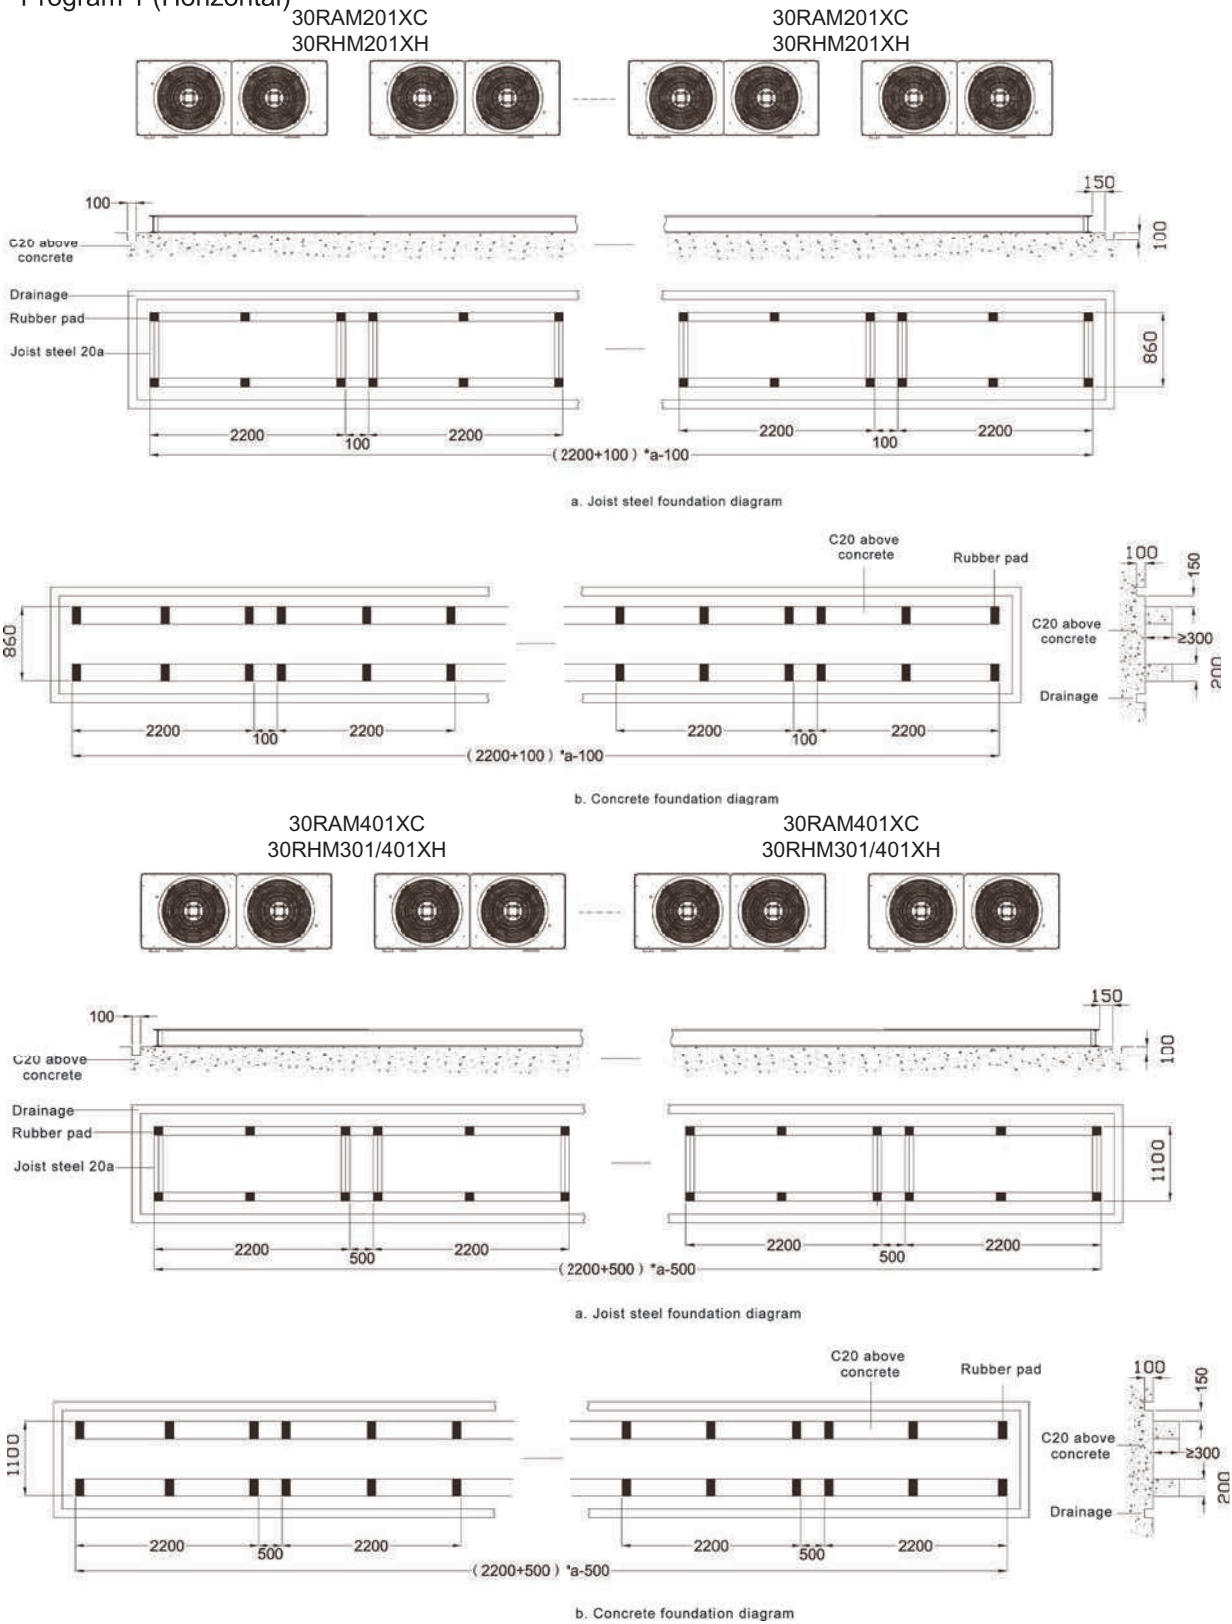 Program 1 (Horizontal)
30RAM201XC
30RHM201XH
30RAM201XC
30RHM201XH
100
150
C20 above
concrete
100
Drainage
Rubber pad
Joist steel 20a
860
2200
100
2200
2200
100
2200
(2200+100) *a-100
a. Joist steel foundation diagram
C20 above
concrete
Rubber pad
100
150
860
C20 above
concrete
≥300
200
Drainage
2200
100
2200
2200
100
2200
(2200+100) *a-100
b. Concrete foundation diagram
30RAM401XC
30RHM301/401XH
30RAM401XC
30RHM301/401XH
100
150
C20 above
concrete
100
Drainage
Rubber pad
Joist steel 20a
1100
2200
500
2200
2200
500
2200
(2200+500) *a-500
a. Joist steel foundation diagram
C20 above
concrete
Rubber pad
100
150
1100
C20 above
concrete
≥300
200
Drainage
2200
500
2200
2200
500
2200
(2200+500) *a-500
b. Concrete foundation diagram